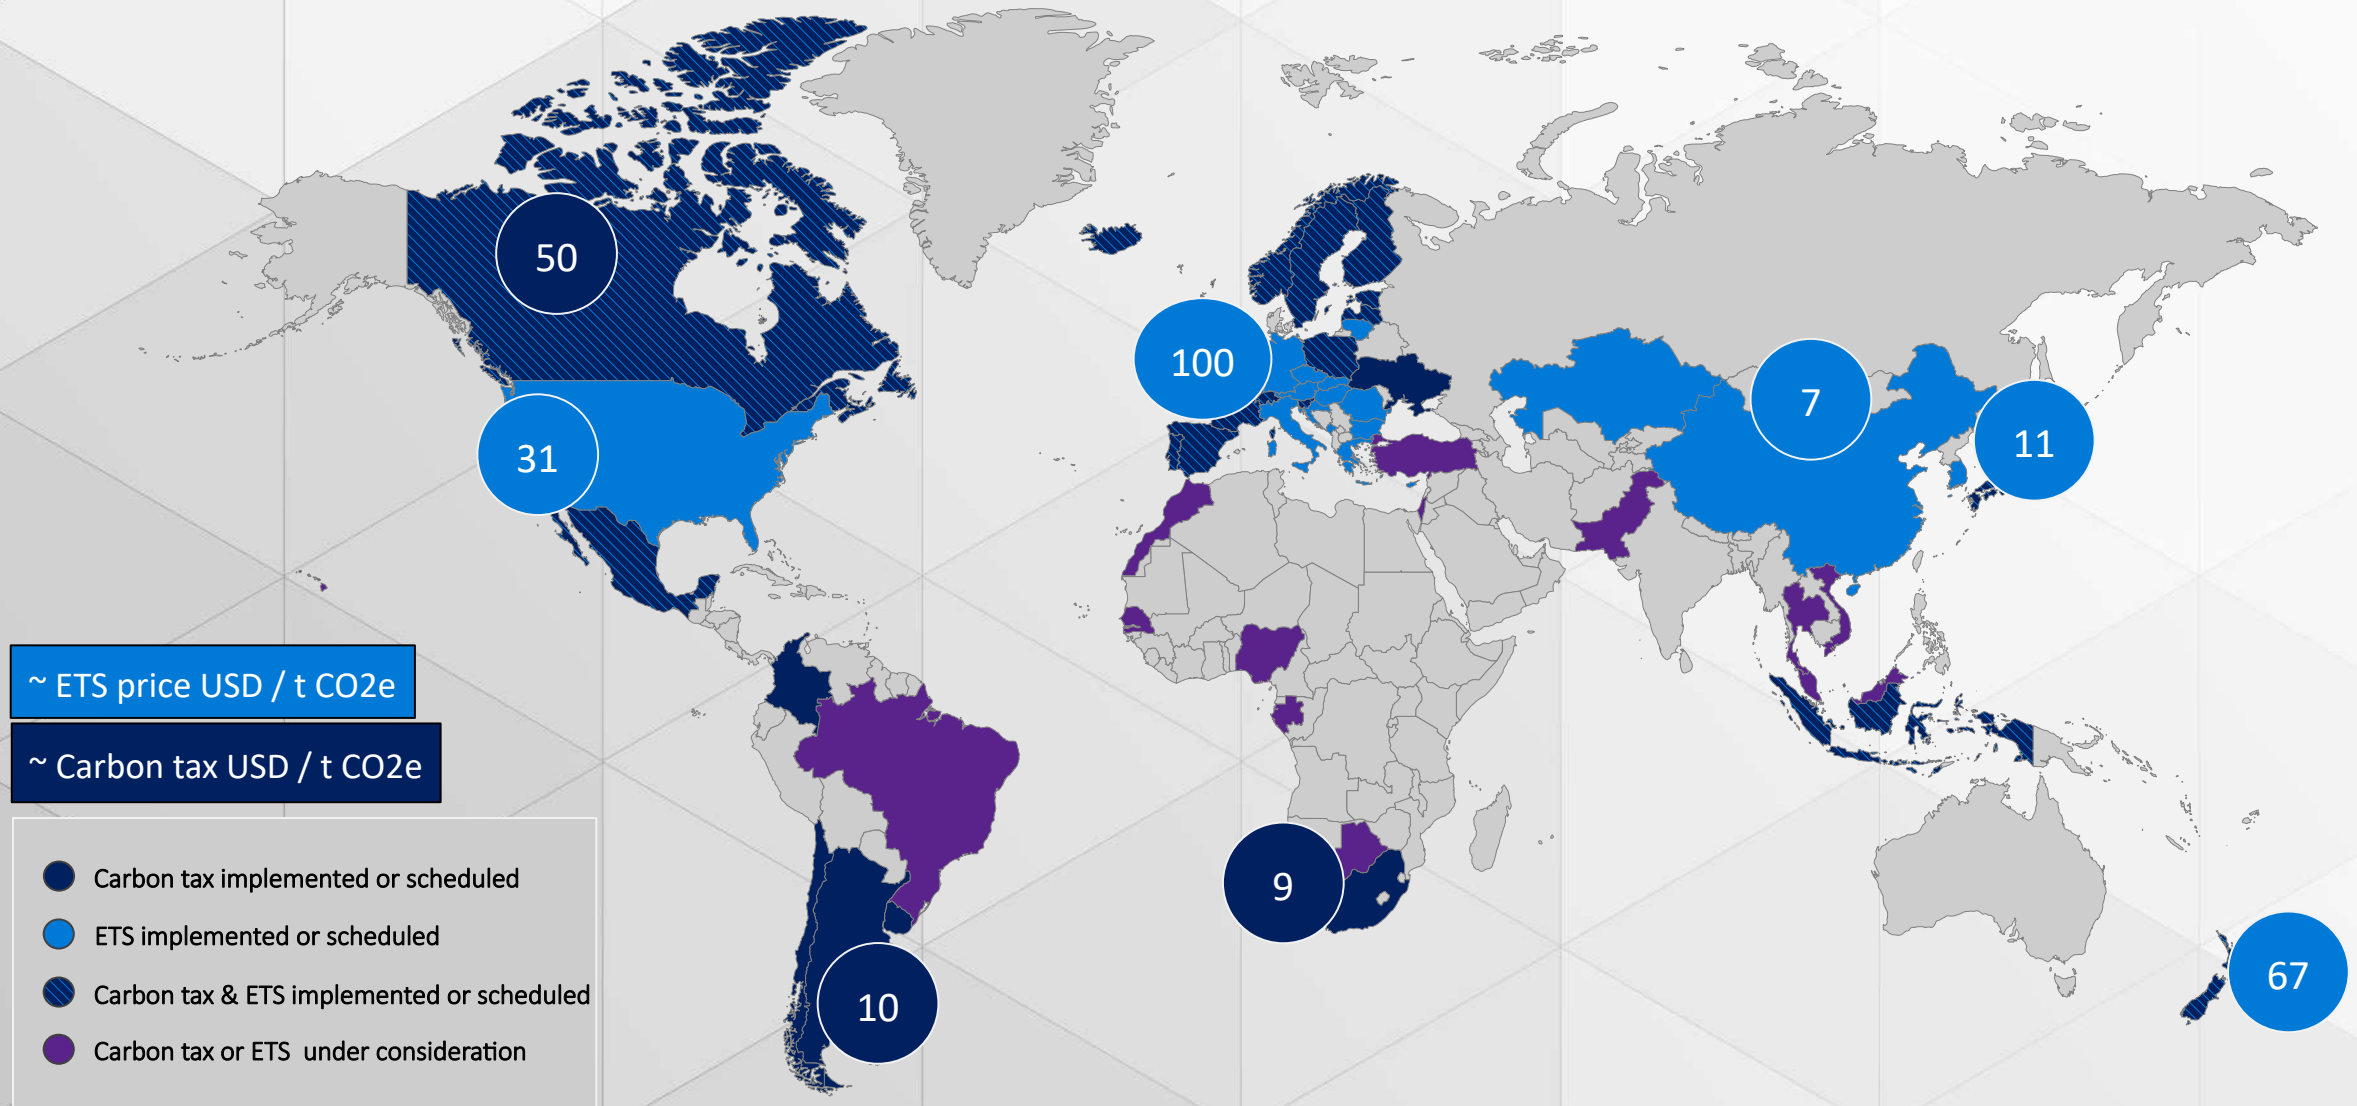 50
100
7
31
11
~ ETS price USD / t CO2e
~ Carbon tax USD / t CO2e
Carbon tax implemented or scheduled
9
ETS implemented or scheduled
67
Carbon tax & ETS implemented or scheduled
10
Carbon tax or ETS under consideration